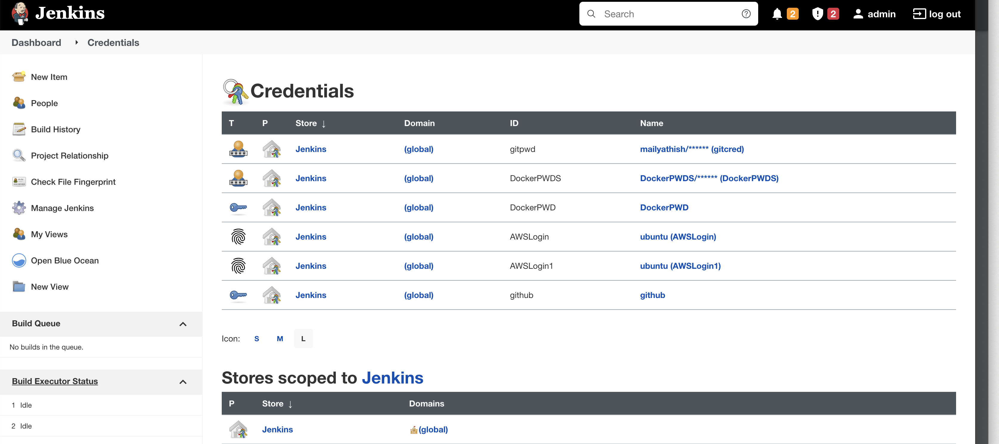 Jenkins
Search
2
2
admin
log out
Dashboard
Credentials
New Item
People
Build History
Project Relationship
Check File Fingerprint
Manage Jenkins
My Views
Open Blue Ocean
New View
Build Queue
No builds in the queue.
Build Executor Status
1 Idle
2 Idle
Credentials
T P Store ↓ Domain ID Name
Jenkins (global) gitpwd mailyathish/****** (gitcred)
Jenkins (global) DockerPWDS DockerPWDS/****** (DockerPWDS)
Jenkins (global) DockerPWD DockerPWD
Jenkins (global) AWSLogin ubuntu (AWSLogin)
Jenkins (global) AWSLogin1 ubuntu (AWSLogin1)
Jenkins (global) github github
Icon: S M L
Stores scoped to Jenkins
P Store ↓ Domains
Jenkins (global)